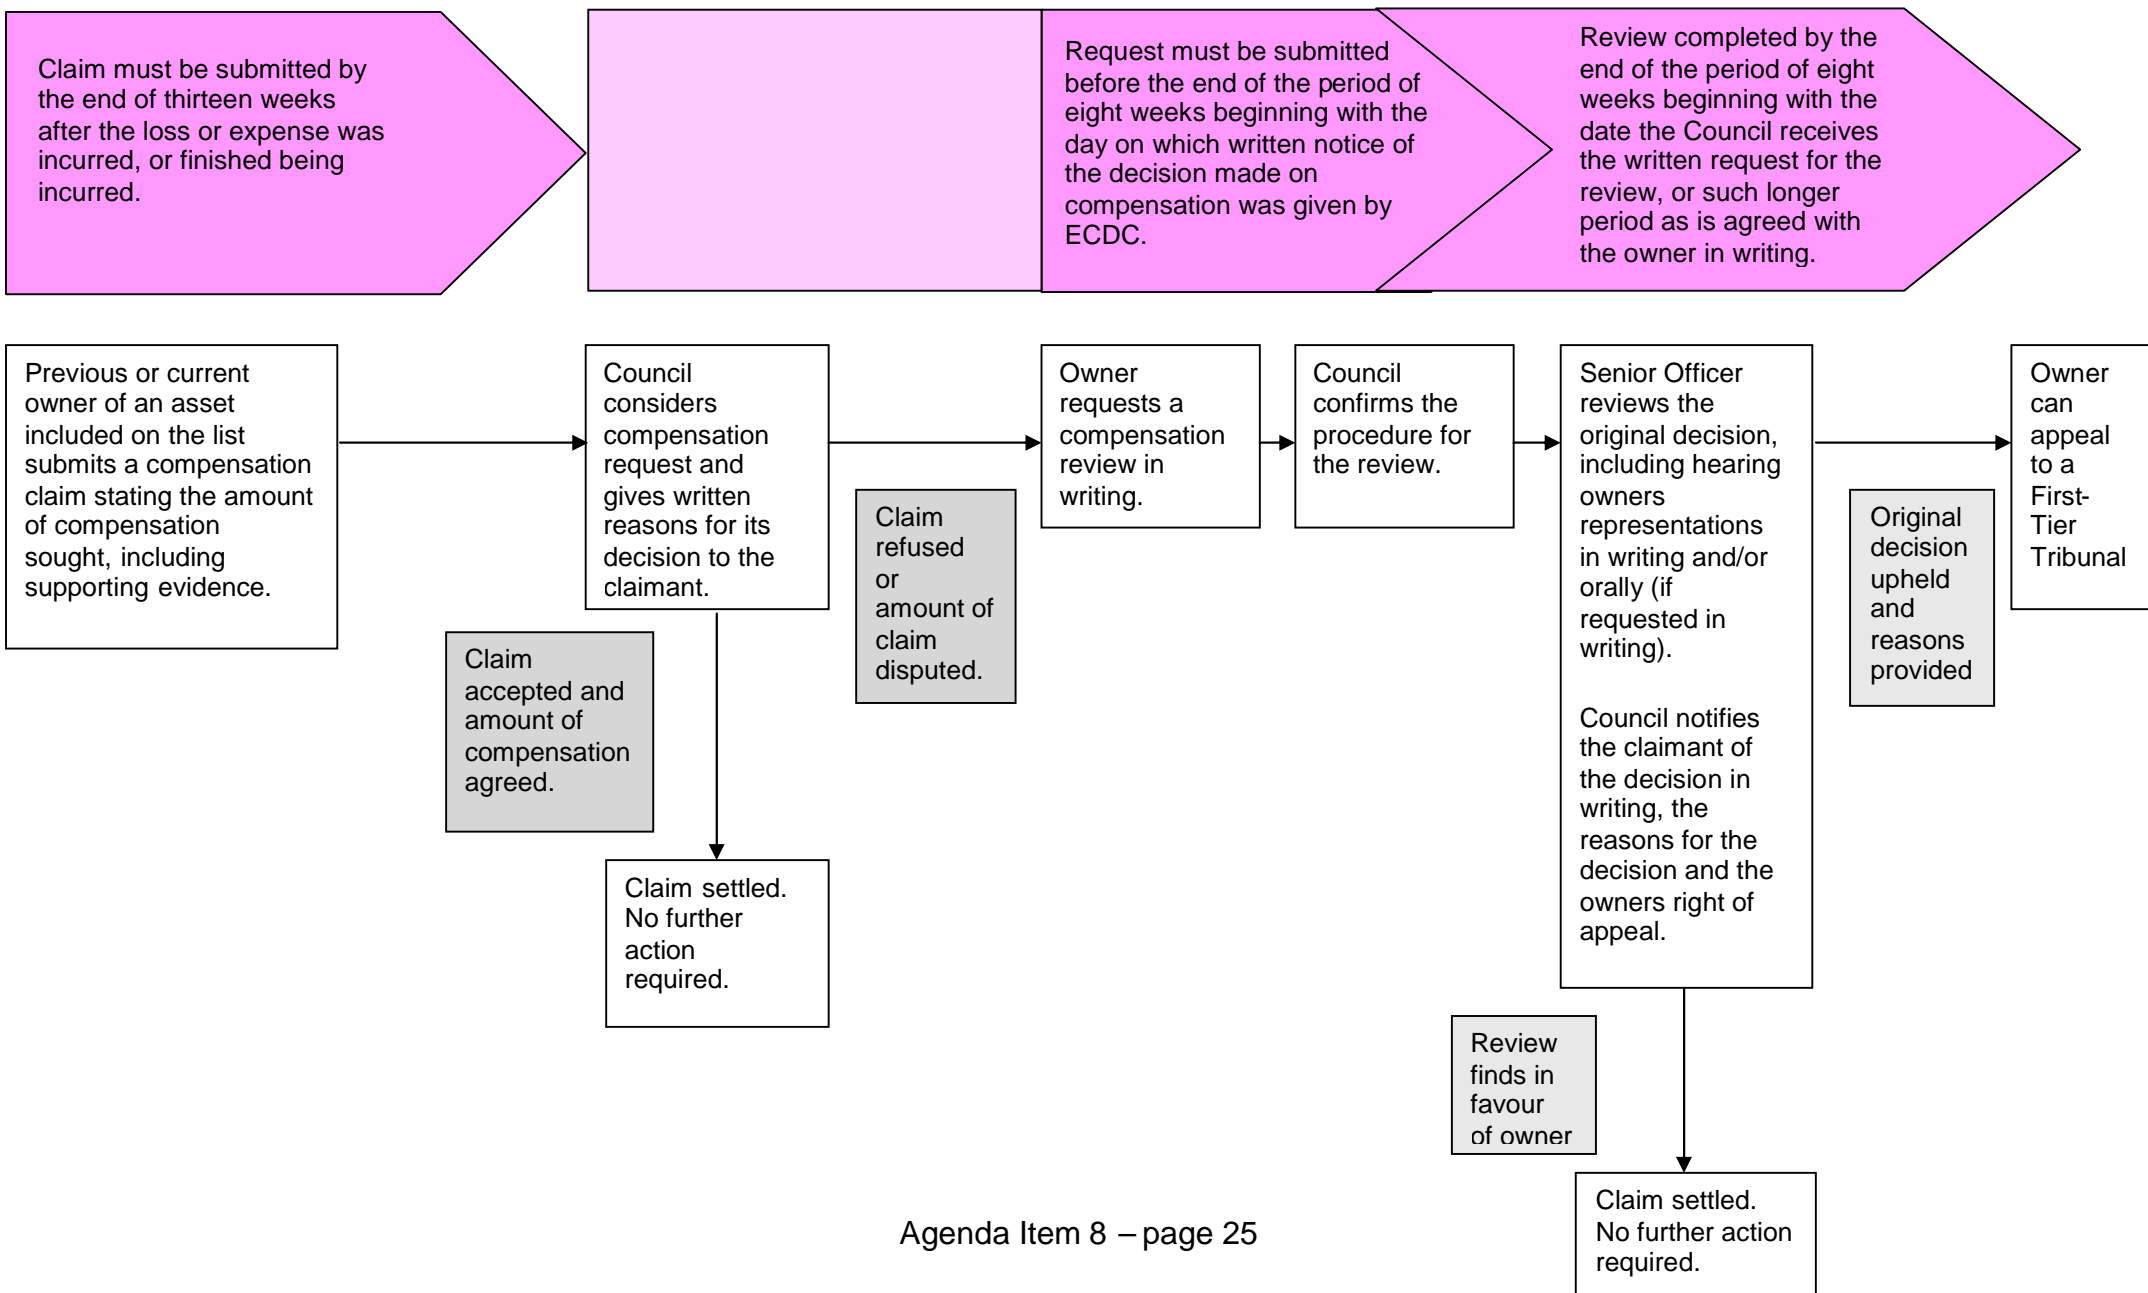 Claim must be submitted by
the end of thirteen weeks
after the loss or expense was
incurred, or finished being
incurred.
Request must be submitted
before the end of the period of
eight weeks beginning with the
day on which written notice of
the decision made on
compensation was given by
ECDC.
Review completed by the
end of the period of eight
weeks beginning with the
date the Council receives
the written request for the
review, or such longer
period as is agreed with
the owner in writing.
Previous or current
owner of an asset
included on the list
submits a compensation
claim stating the amount
of compensation
sought, including
supporting evidence.
Council
considers
compensation
request and
gives written
reasons for its
decision to the
claimant.
Owner
requests a
compensation
review in
writing.
Council
confirms the
procedure for
the review.
Senior Officer
reviews the
original decision,
including hearing
owners
representations
in writing and/or
orally (if
requested in
writing).
Council notifies
the claimant of
the decision in
writing, the
reasons for the
decision and the
owners right of
appeal.
Owner
can
appeal
to a
First-
Tier
Tribunal
Claim
refused
or
amount of
claim
disputed.
Original
decision
upheld
and
reasons
provided
Claim
accepted and
amount of
compensation
agreed.
Claim settled.
No further
action
required.
Review
finds in
favour
of owner
Claim settled.
No further action
required.
Agenda Item 8 – page 25